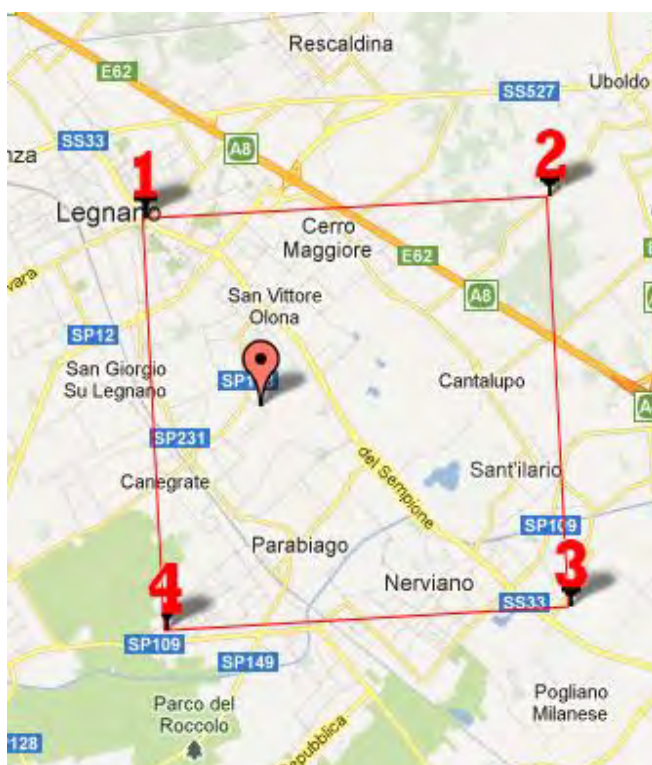 Rescaldina
E62
Uboldo
SS527
SS33
A8
nza
1
2
Legnano
Cerro
Maggiore
E62
A8
vara
San Vittore
Olona
SP12
San Giorgio
Su Legnano
Cantalupo
SP231
del Sempione
Sant'ilario
Canegrate
SP109
Parabiago
Nerviano
4
3
SS33
SP109
SP149
Pogliano
Milanese
Parco del
Roccolo
epubblica
128